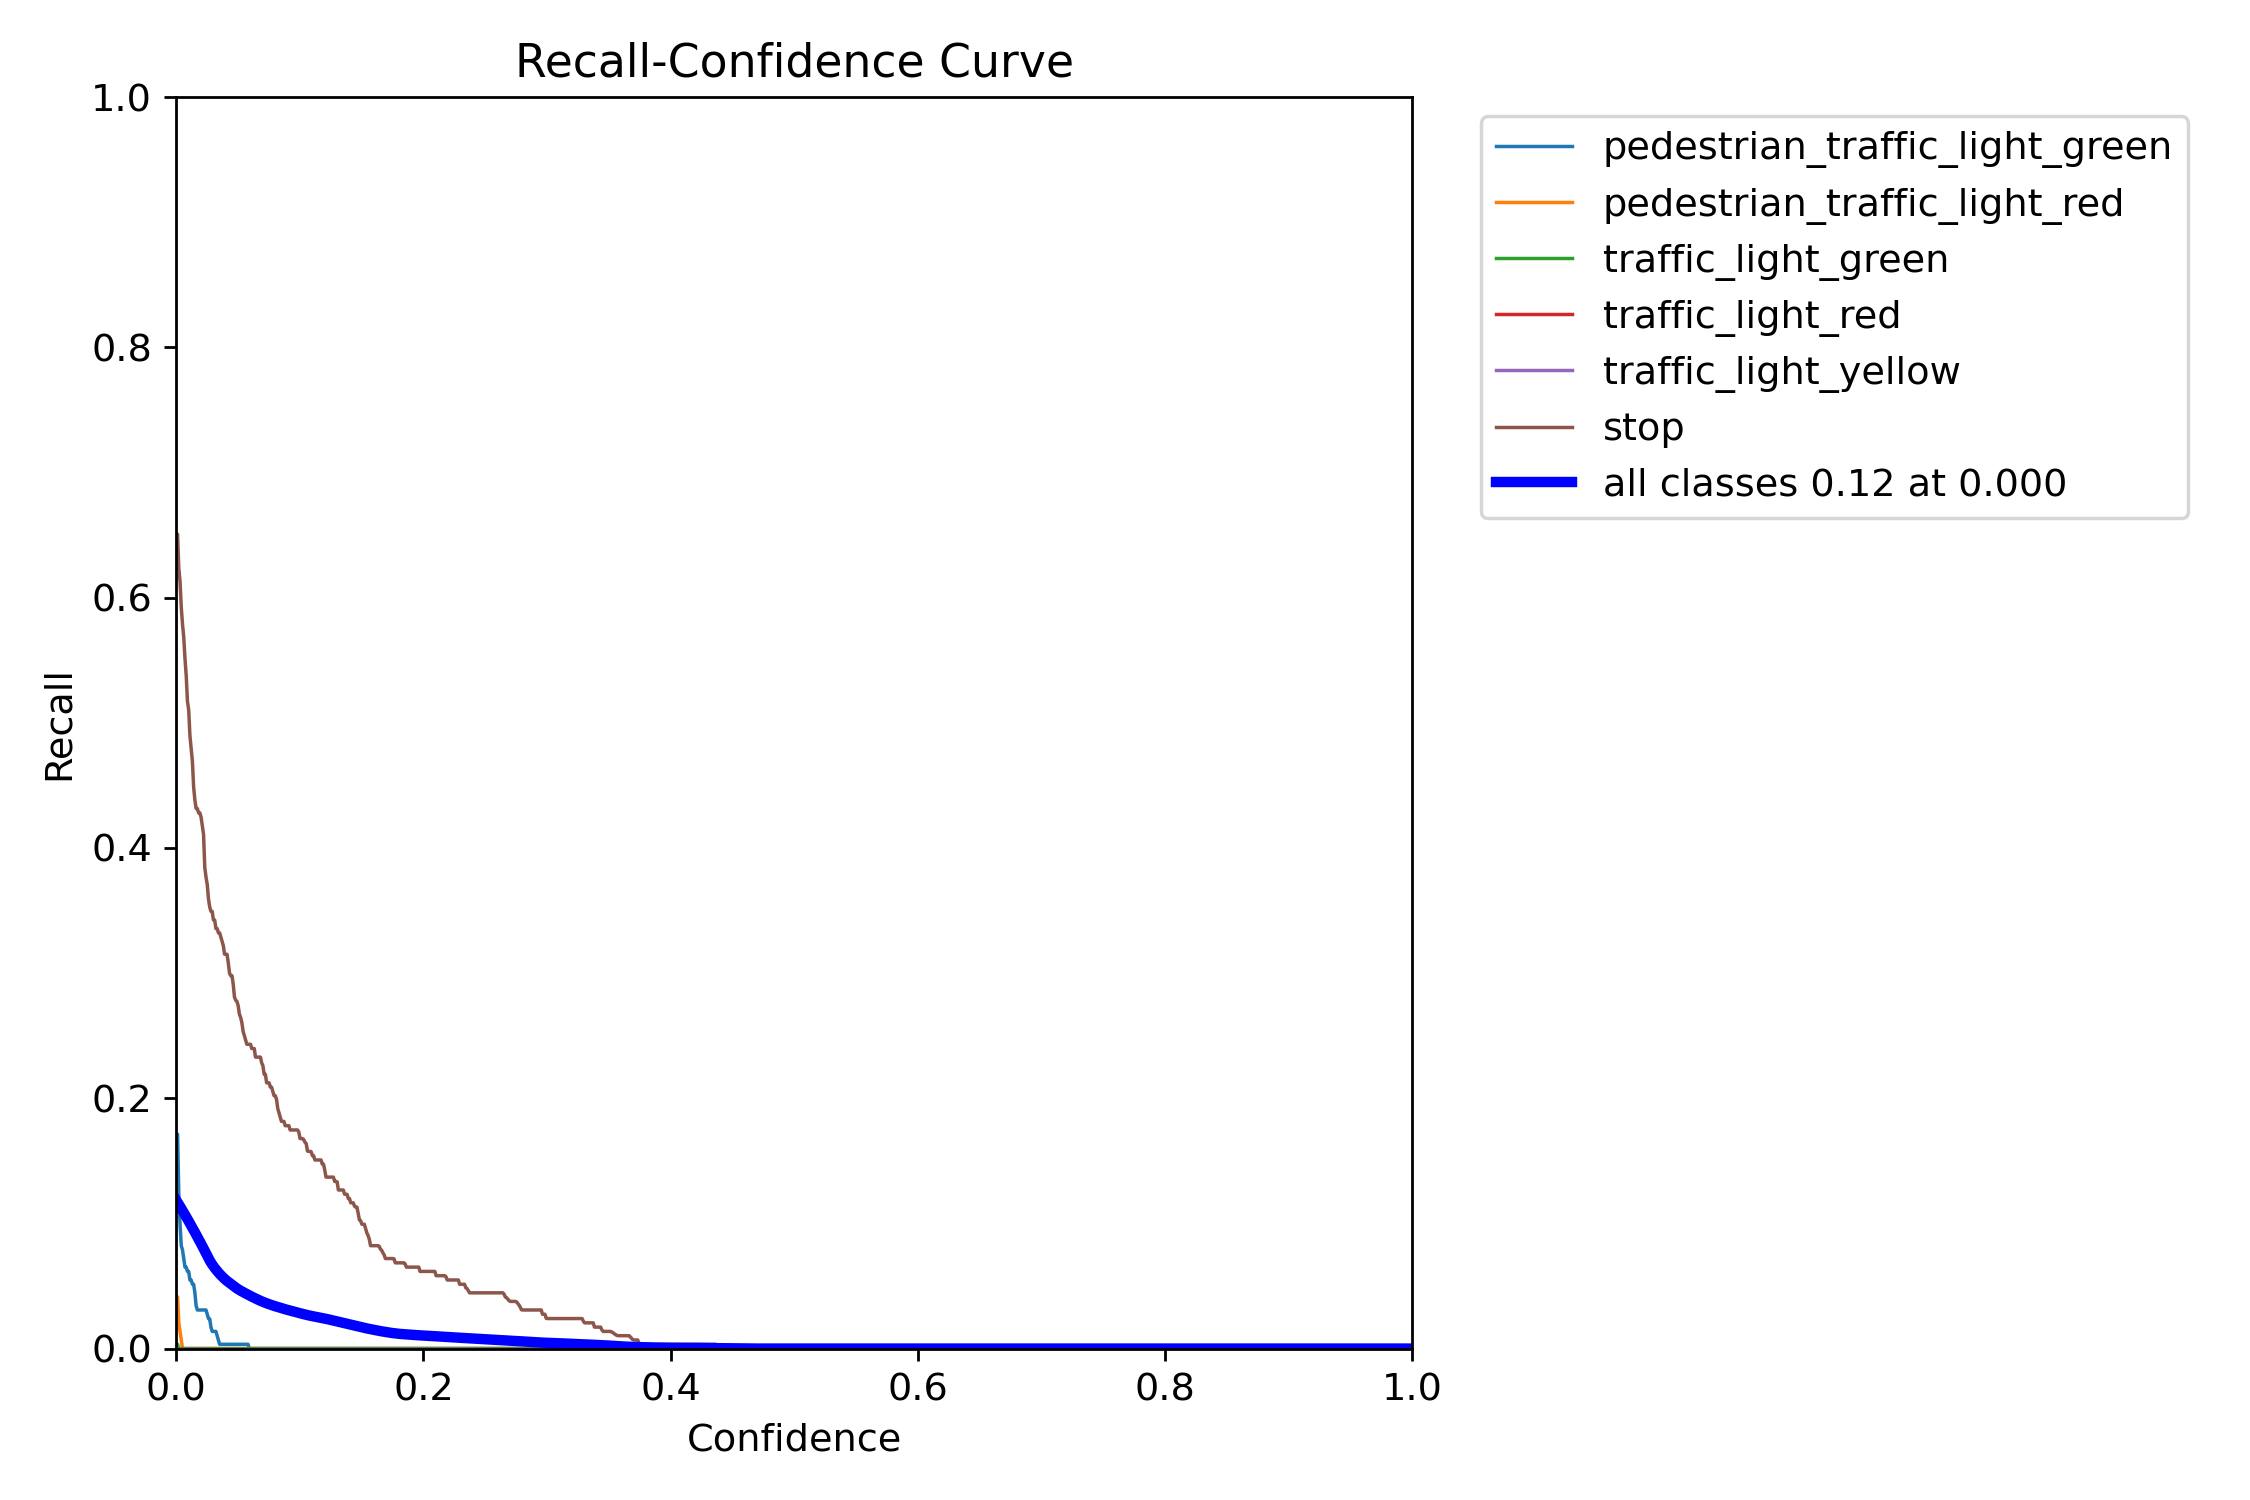 Recall-Confidence Curve
1.0
0.8
0.6
0.4
0.2
0.0
Recall
0.0 0.2 0.4 0.6 0.8 1.0
Confidence
pedestrian_traffic_light_green
pedestrian_traffic_light_red
traffic_light_green
traffic_light_red
traffic_light_yellow
stop
all classes 0.12 at 0.000